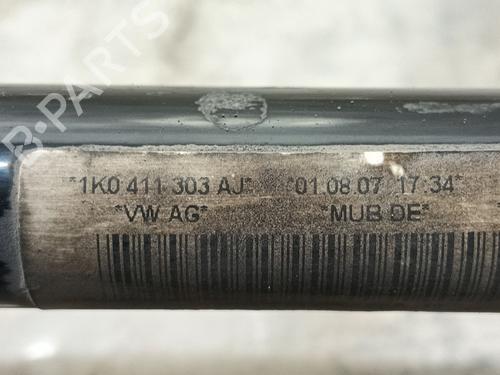 B-PARTS
*1K0 411 303 AJ* *01.08.07 17:34*
*VW AG* *MUB DE*